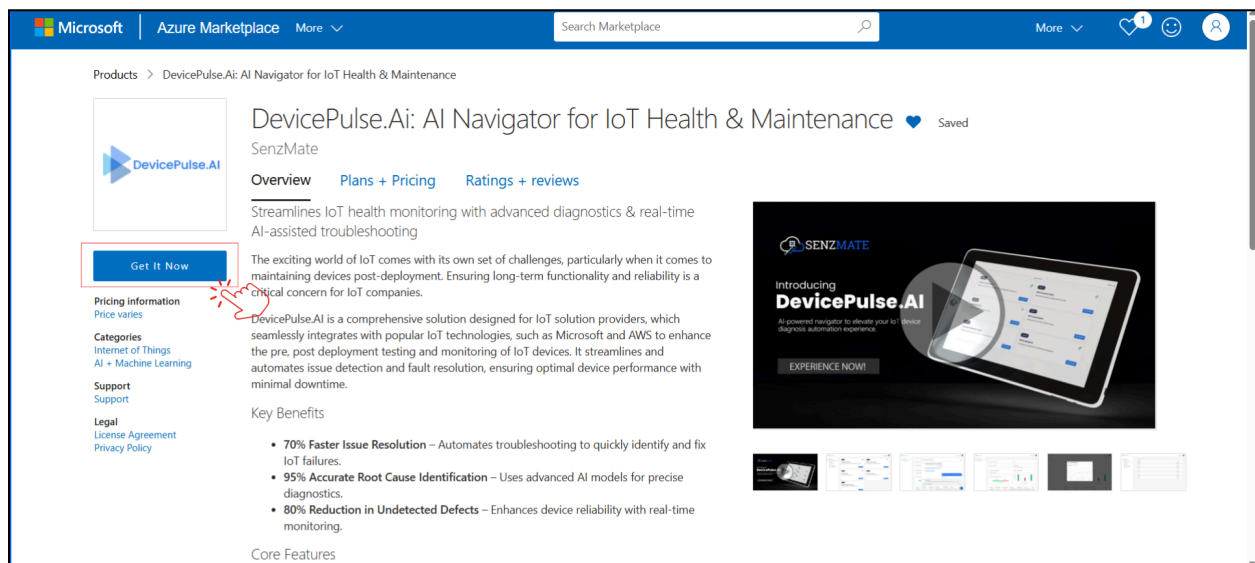 Microsoft
Azure Marketplace
More
Search Marketplace
More
1
Products > DevicePulse.Ai: AI Navigator for IoT Health & Maintenance
DevicePulse.AI
DevicePulse.Ai: AI Navigator for IoT Health & Maintenance
Saved
SenzMate
Overview
Plans + Pricing
Ratings + reviews
Get It Now
Pricing information
Price varies
Categories
Internet of Things
AI + Machine Learning
Support
Support
Legal
License Agreement
Privacy Policy
Streamlines IoT health monitoring with advanced diagnostics & real-time
AI-assisted troubleshooting
The exciting world of IoT comes with its own set of challenges, particularly when it comes to
maintaining devices post-deployment. Ensuring long-term functionality and reliability is a
critical concern for IoT companies.
DevicePulse.AI is a comprehensive solution designed for IoT solution providers, which
seamlessly integrates with popular IoT technologies, such as Microsoft and AWS to enhance
the pre, post deployment testing and monitoring of IoT devices. It streamlines and
automates issue detection and fault resolution, ensuring optimal device performance with
minimal downtime.
Key Benefits
• 70% Faster Issue Resolution – Automates troubleshooting to quickly identify and fix
IoT failures.
• 95% Accurate Root Cause Identification – Uses advanced AI models for precise
diagnostics.
• 80% Reduction in Undetected Defects – Enhances device reliability with real-time
monitoring.
Core Features
SENZMATE
Introducing
DevicePulse.AI
AI-powered navigator to elevate your IoT device
diagnosis automation experience.
EXPERIENCE NOW!